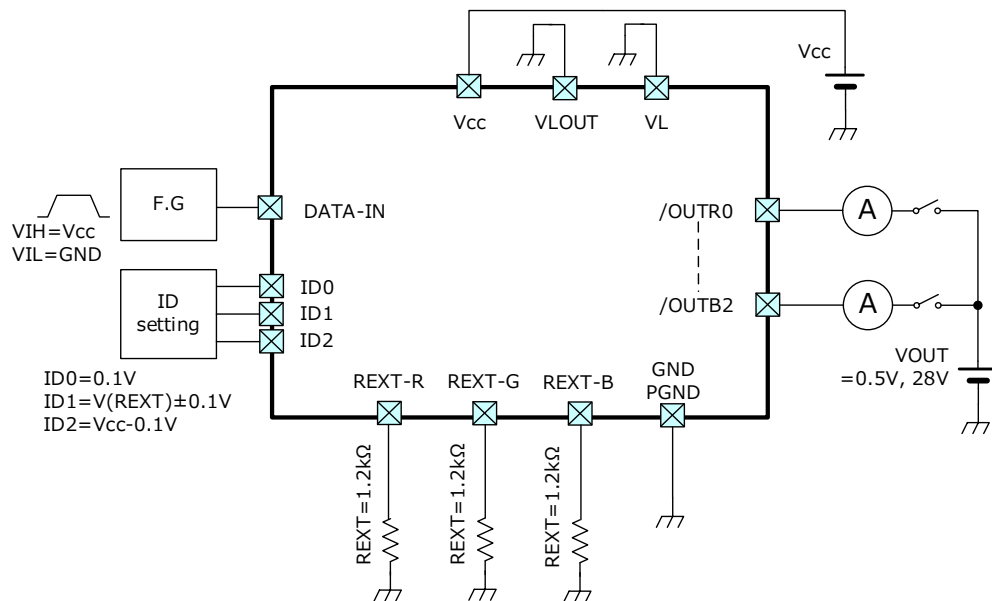 Vcc
Vcc
VLOUT
VL
F.G
DATA-IN
VIH=Vcc
VIL=GND
/OUTR0
A
ID
setting
ID0
ID1
ID2
/OUTB2
A
ID0=0.1V
ID1=V(REXT)±0.1V
ID2=Vcc-0.1V
VOUT
=0.5V, 28V
REXT-R
REXT-G
REXT-B
GND
PGND
REXT=1.2kΩ
REXT=1.2kΩ
REXT=1.2kΩ